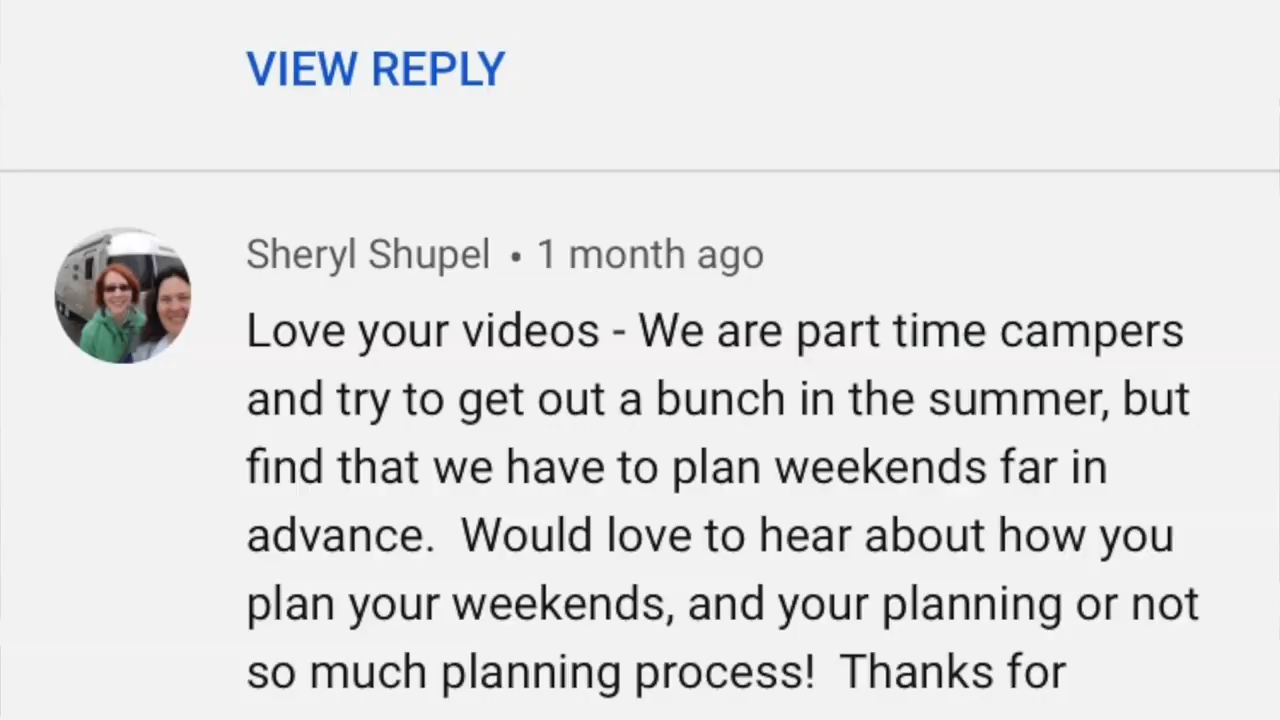 VIEW REPLY
Sheryl Shupel • 1 month ago
Love your videos - We are part time campers
and try to get out a bunch in the summer, but
find that we have to plan weekends far in
advance.  Would love to hear about how you
plan your weekends, and your planning or not
so much planning process!  Thanks for